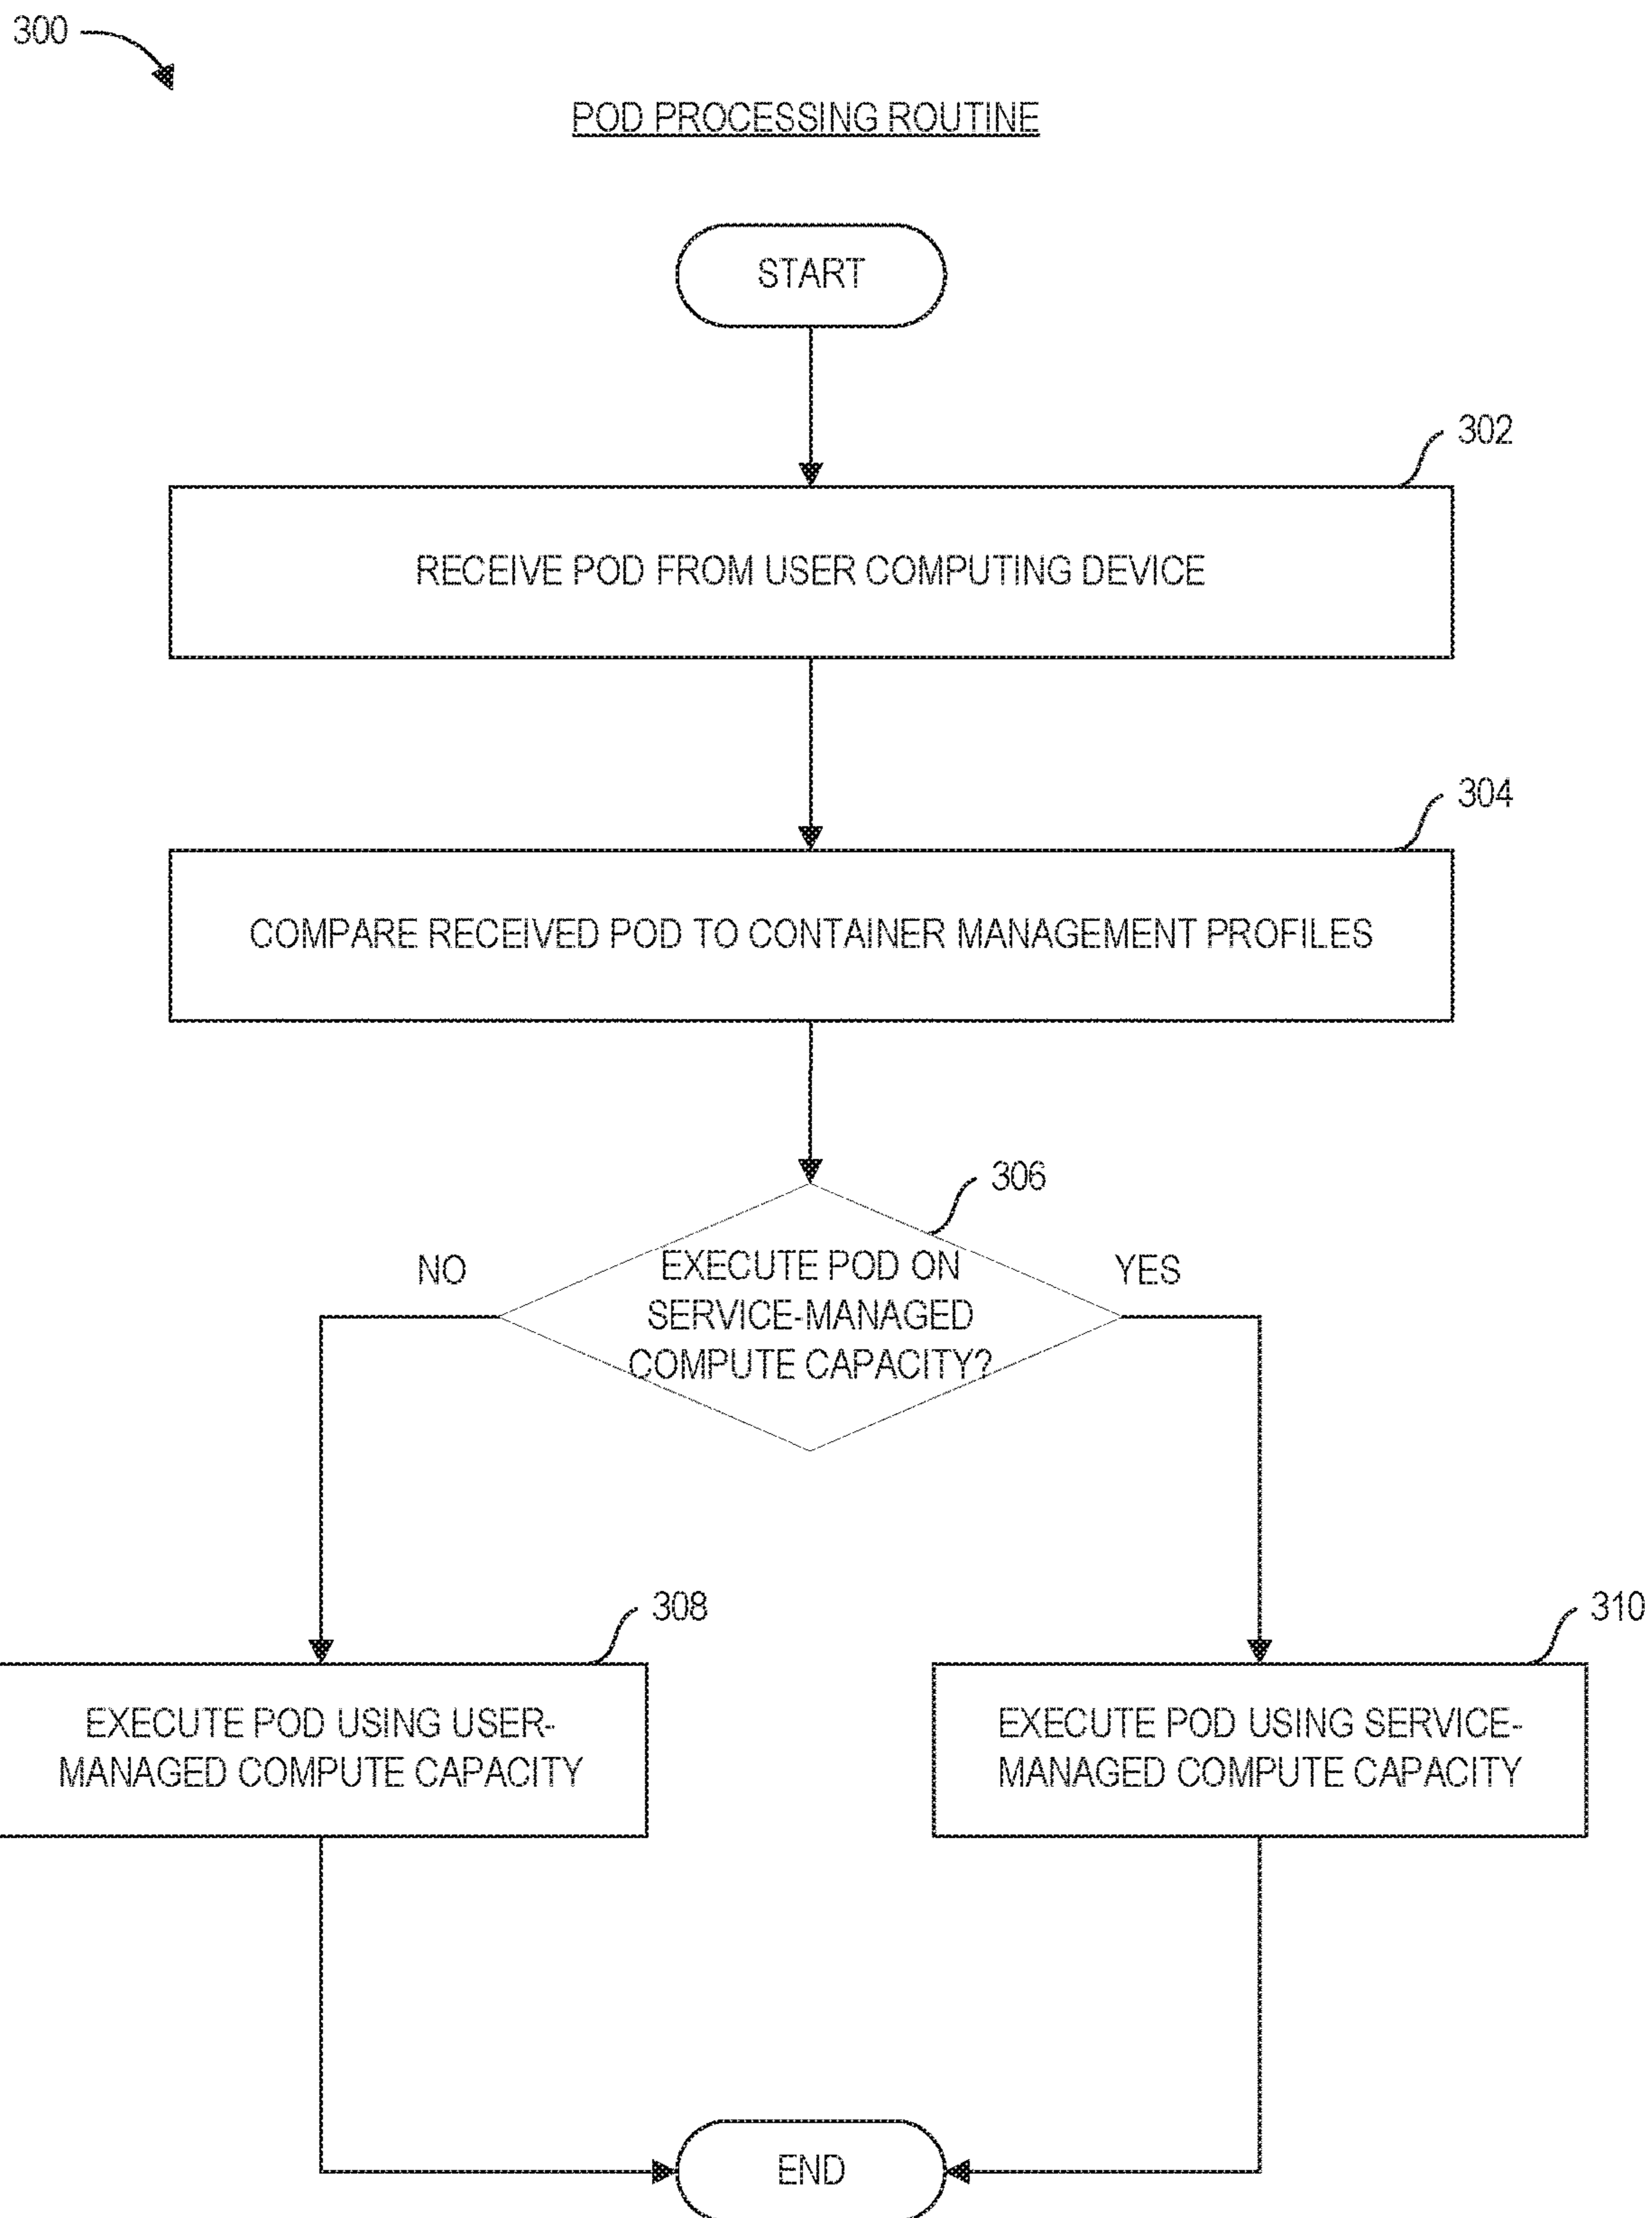 300
POD PROCESSING ROUTINE
START
302
RECEIVE POD FROM USER COMPUTING DEVICE
304
COMPARE RECEIVED POD TO CONTAINER MANAGEMENT PROFILES
306
NO
EXECUTE POD ON
SERVICE-MANAGED
COMPUTE CAPACITY?
YES
308
EXECUTE POD USING USER-
MANAGED COMPUTE CAPACITY
310
EXECUTE POD USING SERVICE-
MANAGED COMPUTE CAPACITY
END